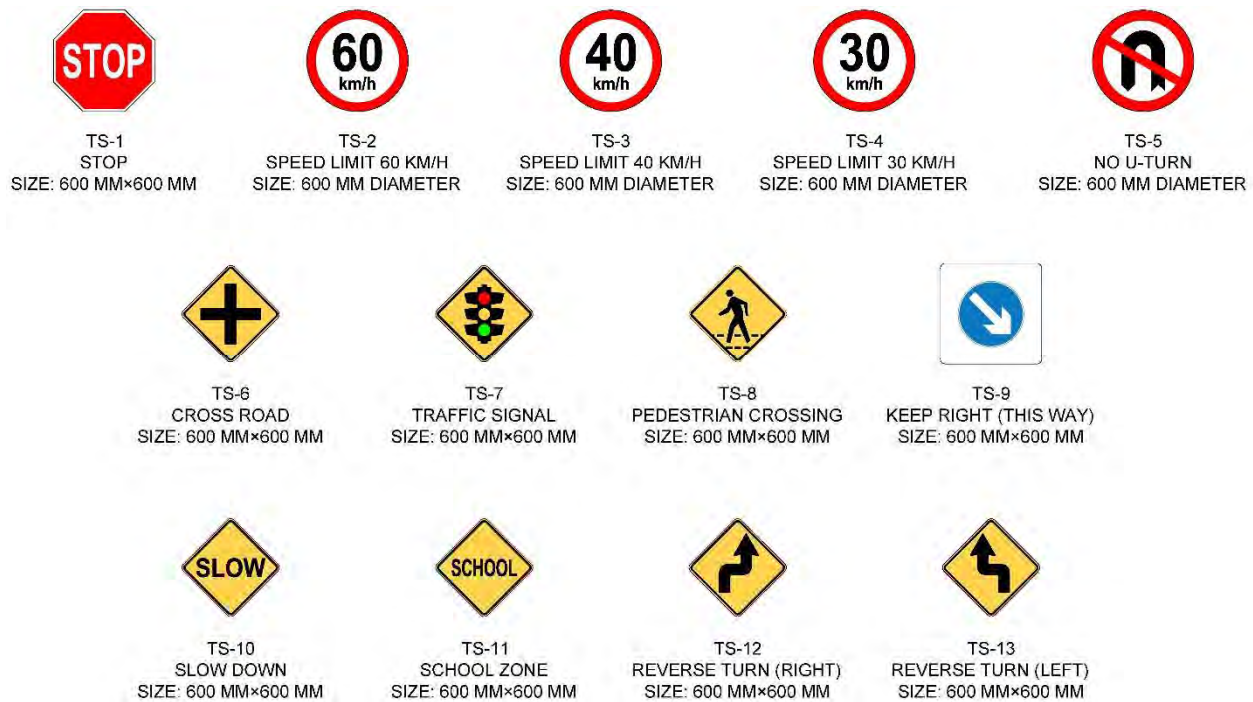 STOP
TS-1
STOP
SIZE: 600 MM×600 MM
60
km/h
TS-2
SPEED LIMIT 60 KM/H
SIZE: 600 MM DIAMETER
40
km/h
TS-3
SPEED LIMIT 40 KM/H
SIZE: 600 MM DIAMETER
30
km/h
TS-4
SPEED LIMIT 30 KM/H
SIZE: 600 MM DIAMETER
TS-5
NO U-TURN
SIZE: 600 MM DIAMETER
TS-6
CROSS ROAD
SIZE: 600 MM×600 MM
TS-7
TRAFFIC SIGNAL
SIZE: 600 MM×600 MM
TS-8
PEDESTRIAN CROSSING
SIZE: 600 MM×600 MM
TS-9
KEEP RIGHT (THIS WAY)
SIZE: 600 MM×600 MM
SLOW
TS-10
SLOW DOWN
SIZE: 600 MM×600 MM
SCHOOL
TS-11
SCHOOL ZONE
SIZE: 600 MM×600 MM
TS-12
REVERSE TURN (RIGHT)
SIZE: 600 MM×600 MM
TS-13
REVERSE TURN (LEFT)
SIZE: 600 MM×600 MM